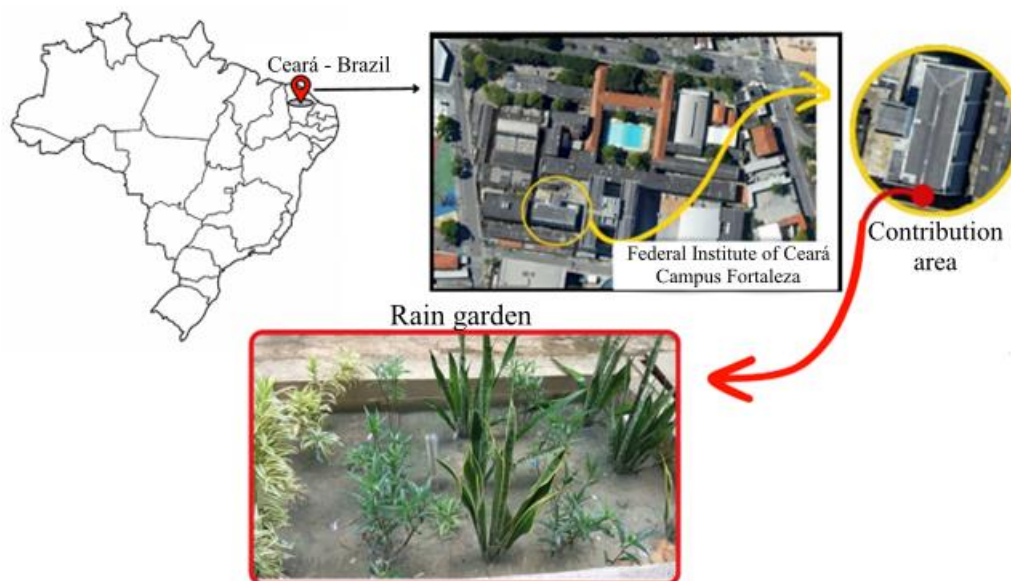 Ceará - Brazil
Federal Institute of Ceará
Campus Fortaleza
Contribution
area
Rain garden